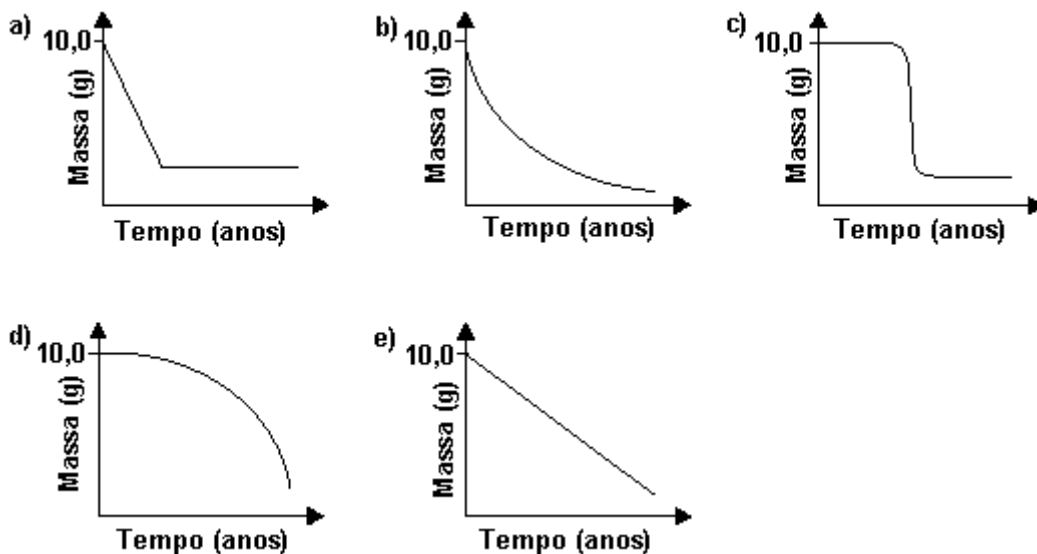 a)
10,0
Massa (g)
Tempo (anos)
b)
10,0
Massa (g)
Tempo (anos)
c)
10,0
Massa (g)
Tempo (anos)
d)
10,0
Massa (g)
Tempo (anos)
e)
10,0
Massa (g)
Tempo (anos)